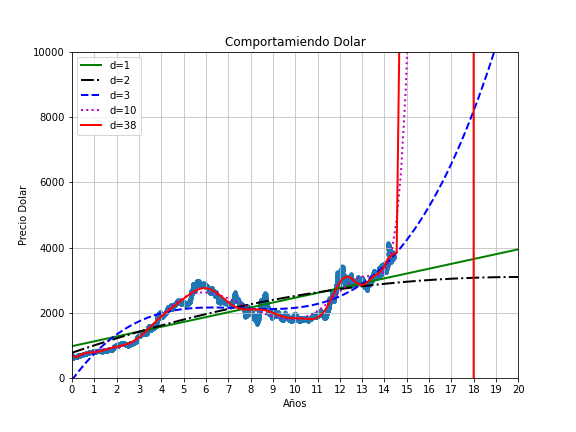 Comportamiendo Dolar
10000
8000
6000
4000
2000
0
Precio Dolar
d=1
d=2
d=3
d=10
d=38
0 1 2 3 4 5 6 7 8 9 10 11 12 13 14 15 16 17 18 19 20
Años